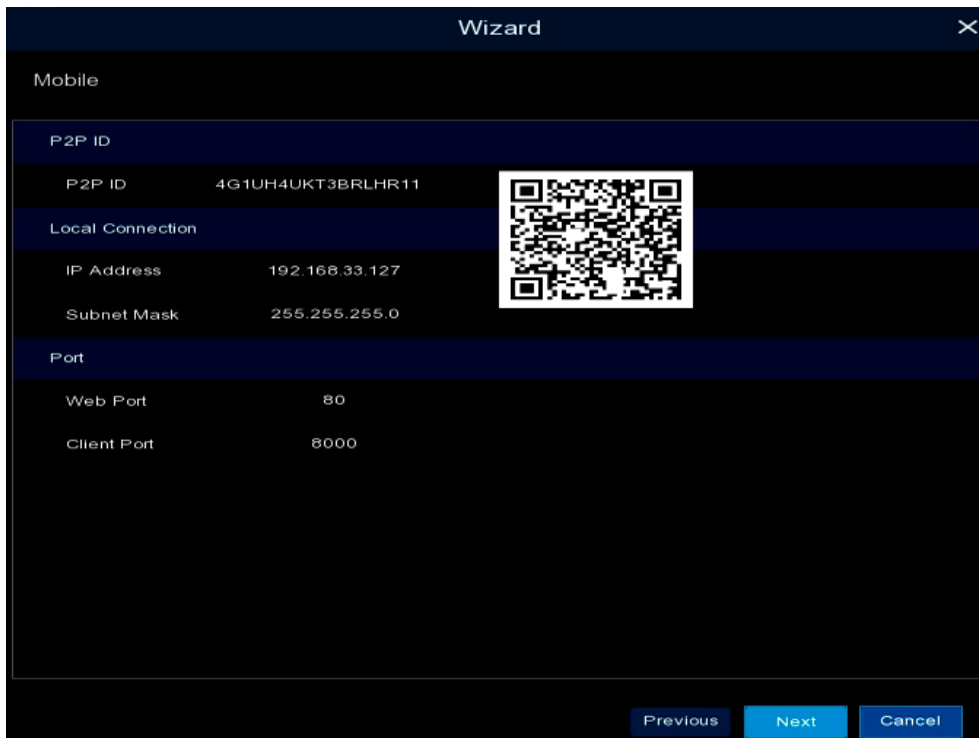 Wizard
Mobile
P2P ID
P2P ID 4G1UH4UKT3BRLHR11
Local Connection
IP Address 192.168.33.127
Subnet Mask 255.255.255.0
Port
Web Port 80
Client Port 8000
Previous Next Cancel